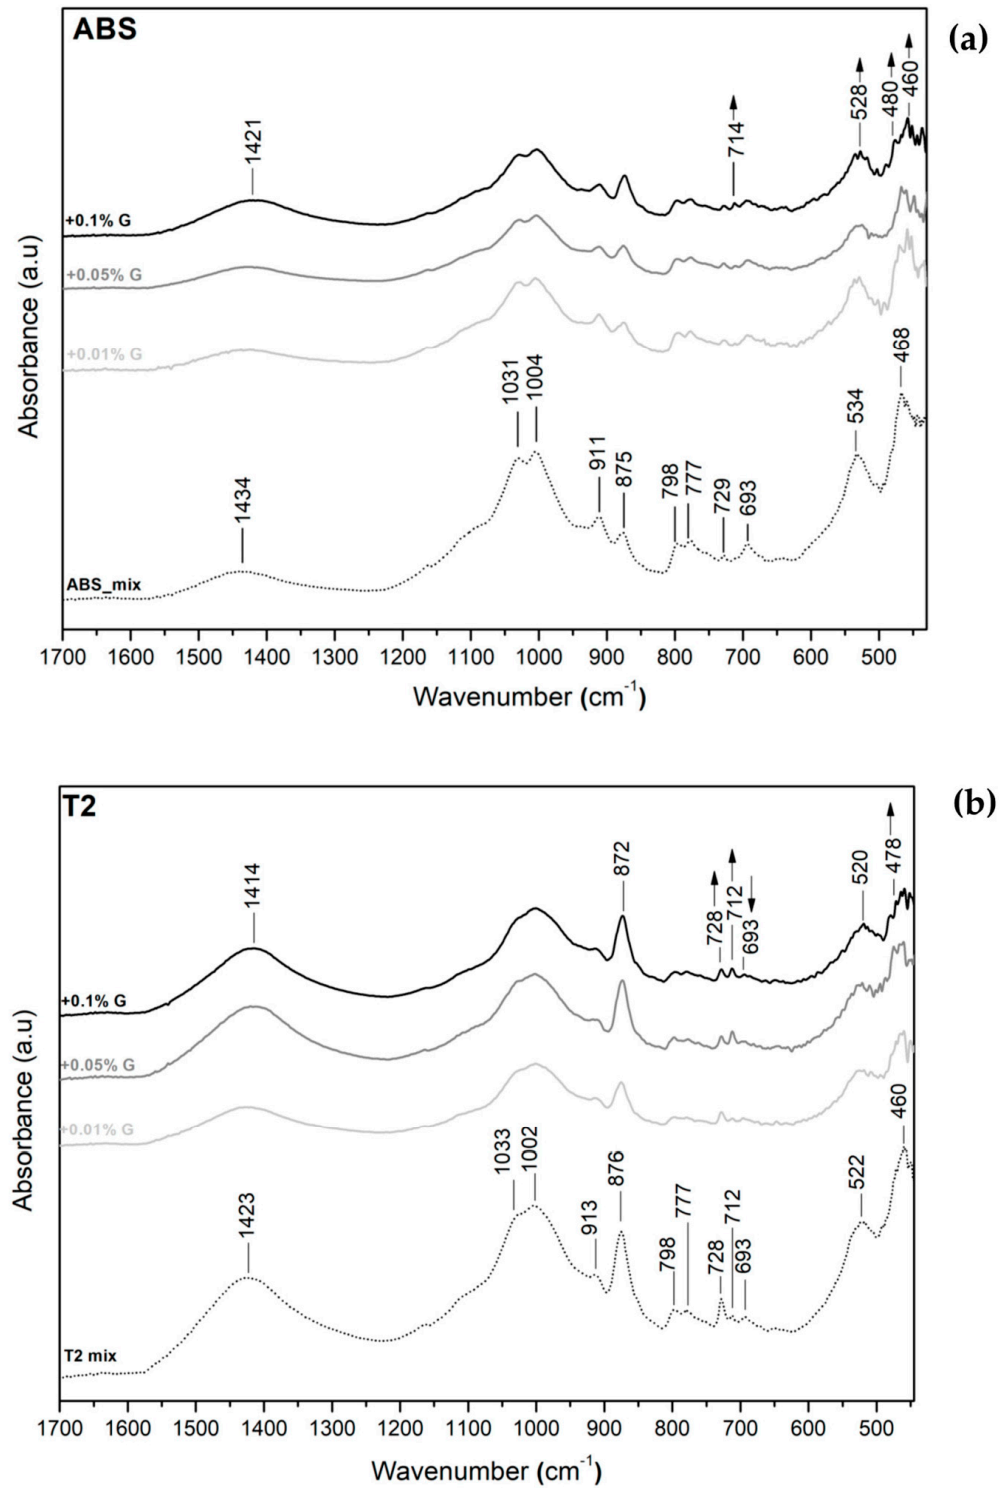 ABS
(a)
1421
714
528
480
460
+0.1% G
+0.05% G
+0.01% G
1031
1004
911
875
798
777
729
693
534
468
1434
ABS_mix
Absorbance (a.u)
1700 1600 1500 1400 1300 1200 1100 1000 900 800 700 600 500
Wavenumber (cm-1)
T2
(b)
1414
872
728
712
693
520
478
+0.1% G
+0.05% G
+0.01% G
1423
1033
1002
913
876
798
777
728
712
693
522
460
T2 mix
Absorbance (a.u)
1700 1600 1500 1400 1300 1200 1100 1000 900 800 700 600 500
Wavenumber (cm-1)